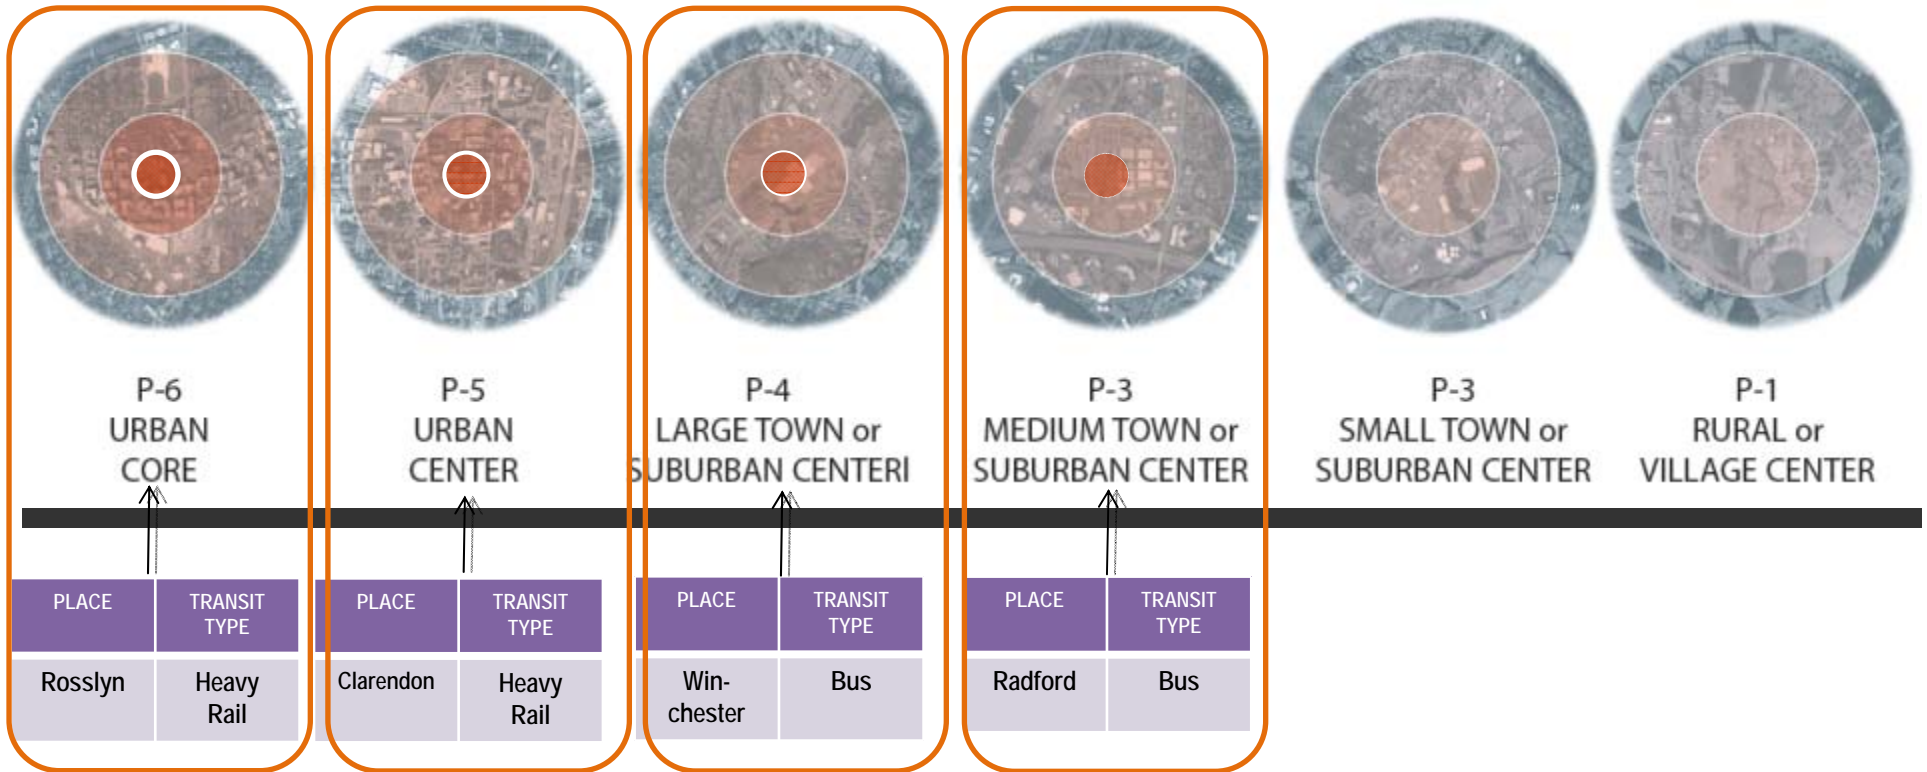 P-6
URBAN
CORE
P-5
URBAN
CENTER
P-4
LARGE TOWN or
SUBURBAN CENTERl
P-3
MEDIUM TOWN or
SUBURBAN CENTER
P-3
SMALL TOWN or
SUBURBAN CENTER
P-1
RURAL or
VILLAGE CENTER
PLACE
TRANSIT
TYPE
Rosslyn
Heavy
Rail
PLACE
TRANSIT
TYPE
Clarendon
Heavy
Rail
PLACE
TRANSIT
TYPE
Win-
chester
Bus
PLACE
TRANSIT
TYPE
Radford
Bus